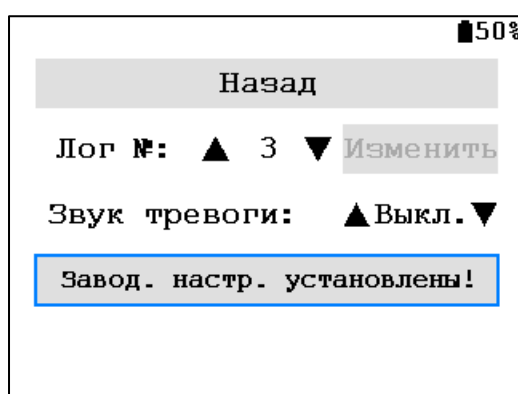 50%
Назад
Лог №: ▲ 3 ▼ Изменить
Звук тревоги: ▲Выкл.▼
Завод. настр. установлены!